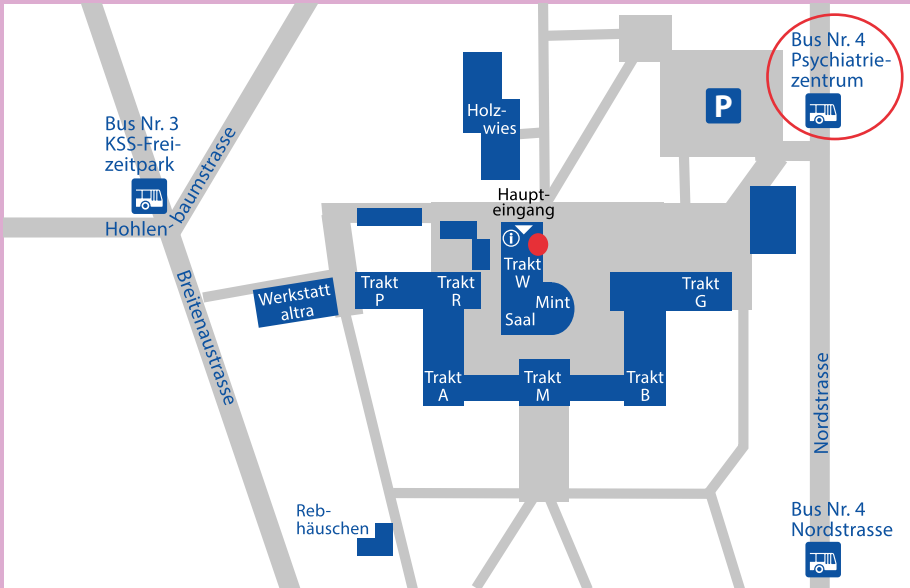 Bus Nr. 4
Psychiatrie-
zentrum
P
Holz-
wies
Bus Nr. 3
KSS-Frei-
zeitpark
Hohlen-
baumstrasse
Haupt-
eingang
i
Trakt
W
Mint
Saal
Trakt
P
Trakt
R
Trakt
G
Werkstatt
altra
Breitenaustrasse
Trakt
A
Trakt
M
Trakt
B
Nordstrasse
Reb-
häuschen
Bus Nr. 4
Nordstrasse